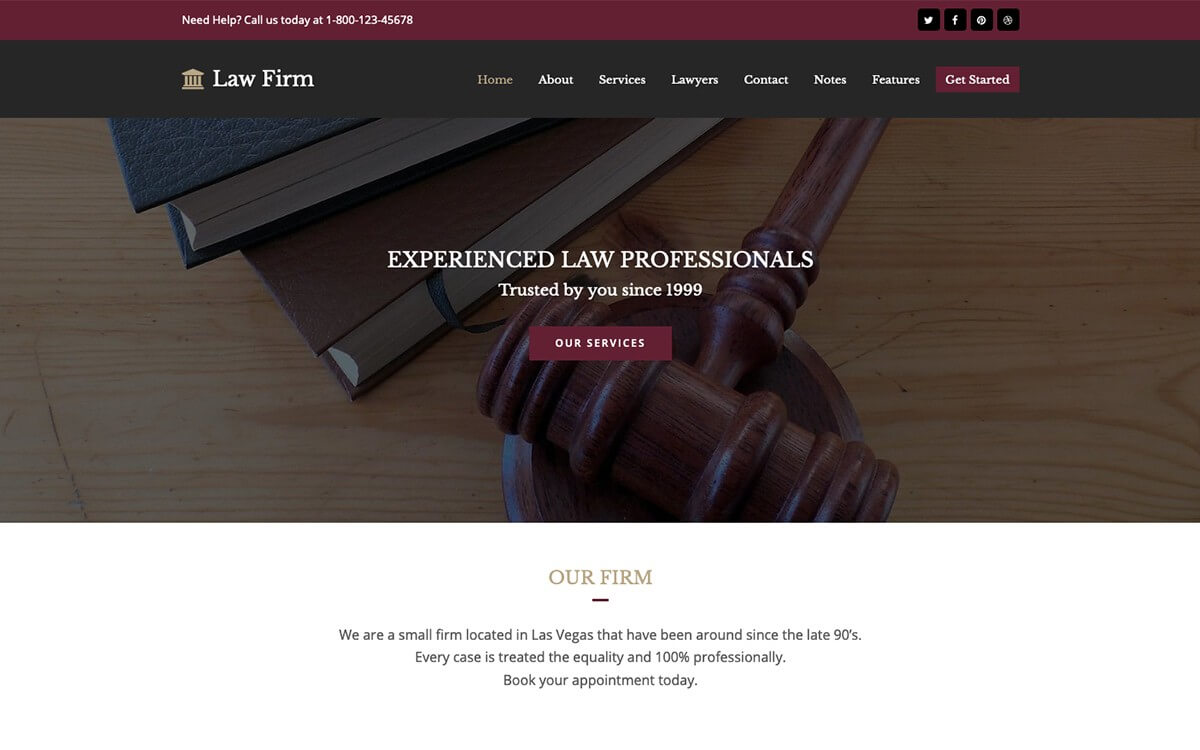 Need Help? Call us today at 1-800-123-45678
Law Firm
Home About Services Lawyers Contact Notes Features Get Started
EXPERIENCED LAW PROFESSIONALS
Trusted by you since 1999
OUR SERVICES
OUR FIRM
We are a small firm located in Las Vegas that have been around since the late 90’s.
Every case is treated the equality and 100% professionally.
Book your appointment today.